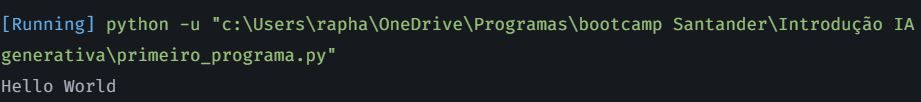 [Running] python -u "c:\Users\rapha\OneDrive\Programas\bootcamp Santander\Introdução IA
generativa\primeiro_programa.py"
Hello World